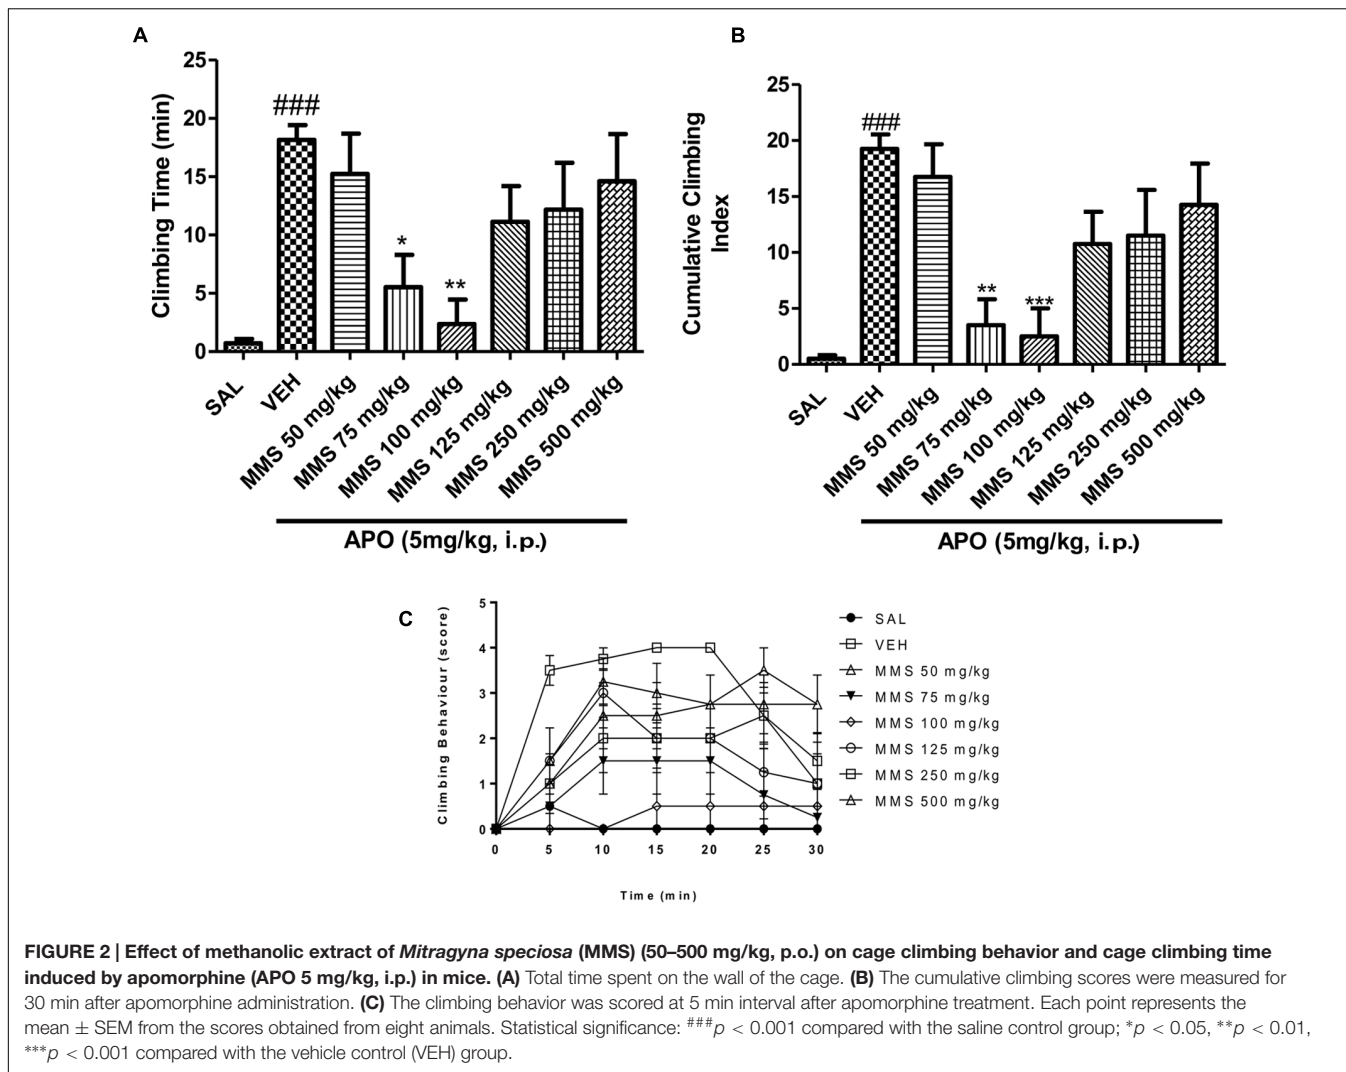 A
Climbing Time (min)
25
20
15
10
5
0
###
*
**
SAL
VEH
MMS 50 mg/kg
MMS 75 mg/kg
MMS 100 mg/kg
MMS 125 mg/kg
MMS 250 mg/kg
MMS 500 mg/kg
APO (5mg/kg, i.p.)
B
Cumulative Climbing
Index
25
20
15
10
5
0
###
**
***
SAL
VEH
MMS 50 mg/kg
MMS 75 mg/kg
MMS 100 mg/kg
MMS 125 mg/kg
MMS 250 mg/kg
MMS 500 mg/kg
APO (5mg/kg, i.p.)
C
Climbing Behaviour (score)
5
4
3
2
1
0
0 5 10 15 20 25 30
Time (min)
SAL
VEH
MMS 50 mg/kg
MMS 75 mg/kg
MMS 100 mg/kg
MMS 125 mg/kg
MMS 250 mg/kg
MMS 500 mg/kg
FIGURE 2 | Effect of methanolic extract of Mitragyna speciosa (MMS) (50–500 mg/kg, p.o.) on cage climbing behavior and cage climbing time
induced by apomorphine (APO 5 mg/kg, i.p.) in mice. (A) Total time spent on the wall of the cage. (B) The cumulative climbing scores were measured for
30 min after apomorphine administration. (C) The climbing behavior was scored at 5 min interval after apomorphine treatment. Each point represents the
mean ± SEM from the scores obtained from eight animals. Statistical significance: ###p < 0.001 compared with the saline control group; *p < 0.05, **p < 0.01,
***p < 0.001 compared with the vehicle control (VEH) group.